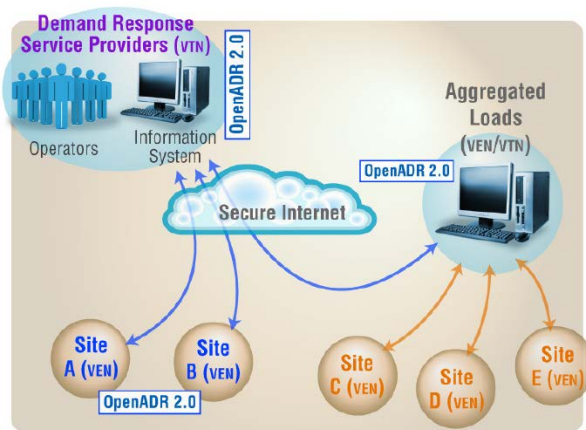 Demand Response
Service Providers (VTN)
OpenADR 2.0
Operators
Information
System
Aggregated
Loads
(VEN/VTN)
OpenADR 2.0
Secure Internet
Site
A (VEN)
Site
B (VEN)
OpenADR 2.0
Site
C (VEN)
Site
D (VEN)
Site
E (VEN)